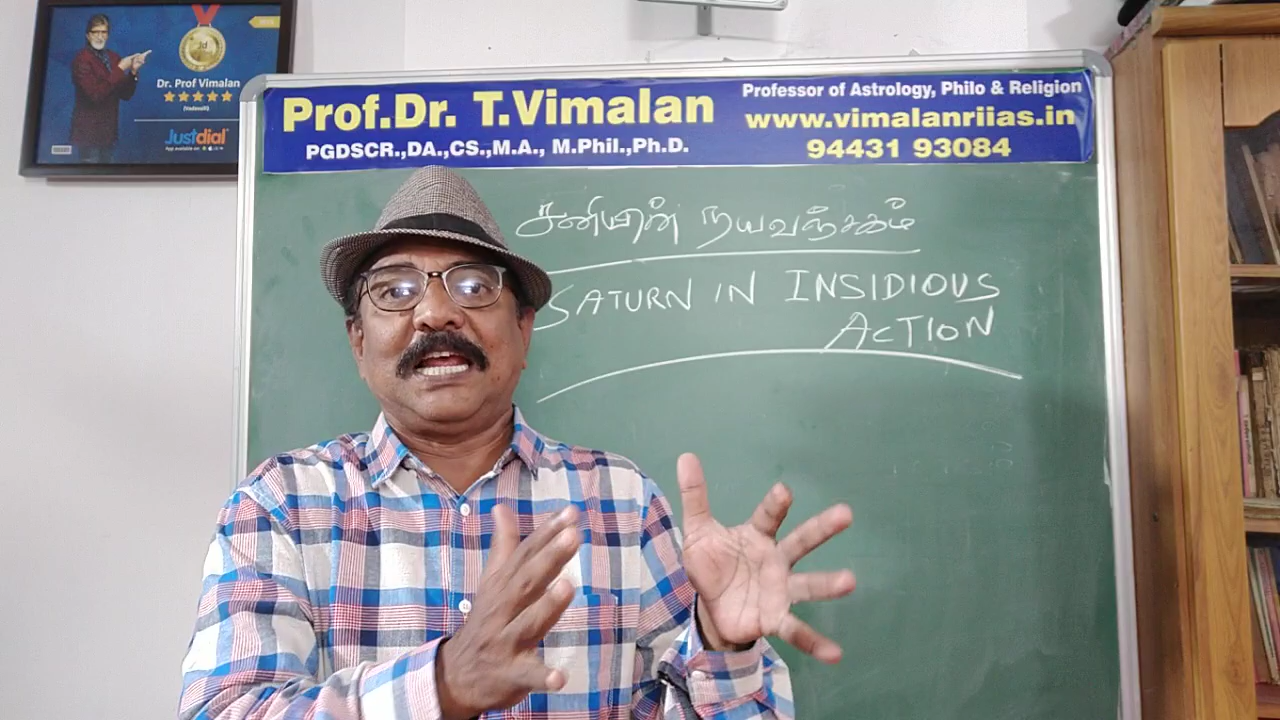 Dr. Prof Vimalan
Justdial
Prof.Dr. T.Vimalan
PGDSCR.,DA.,CS.,M.A., M.Phil.,Ph.D.
Professor of Astrology, Philo & Religion
www.vimalanriias.in
94431 93084
சனியின் நயவஞ்சகம்
SATURN IN INSIDIOUS
ACTION